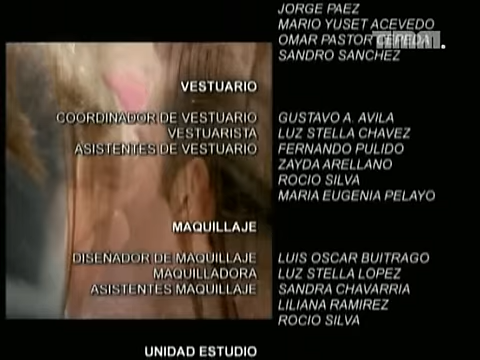 JORGE PAEZ
MARIO YUSET ACEVEDO
OMAR PASTOR CEPEDA
SANDRO SANCHEZ
VESTUARIO
COORDINADOR DE VESTUARIO GUSTAVO A. AVILA
VESTUARISTA LUZ STELLA CHAVEZ
ASISTENTES DE VESTUARIO FERNANDO PULIDO
ZAYDA ARELLANO
ROCIO SILVA
MARIA EUGENIA PELAYO
MAQUILLAJE
DISEÑADOR DE MAQUILLAJE LUIS OSCAR BUITRAGO
MAQUILLADORA LUZ STELLA LOPEZ
ASISTENTES MAQUILLAJE SANDRA CHAVARRIA
LILIANA RAMIREZ
ROCIO SILVA
UNIDAD ESTUDIO